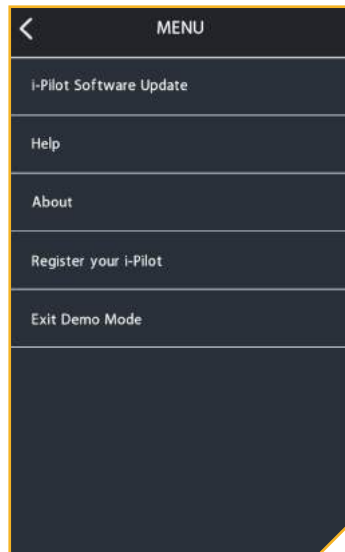 MENU
i-Pilot Software Update
Help
About
Register your i-Pilot
Exit Demo Mode